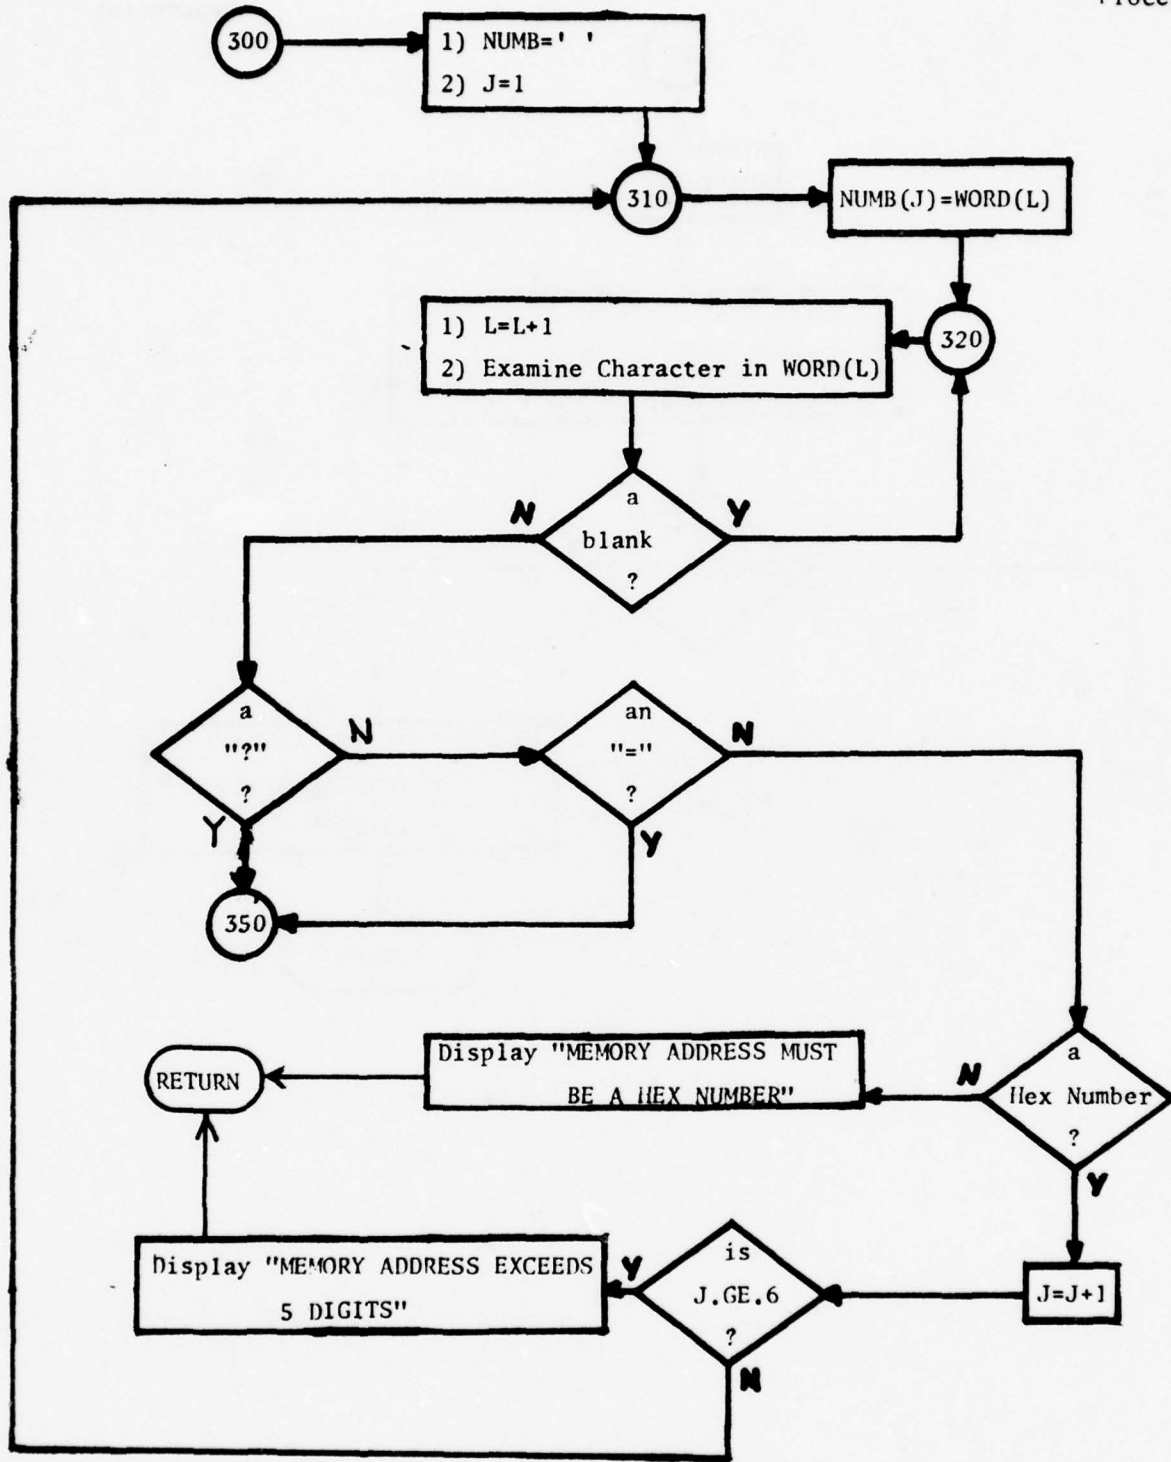 300
1) NUMB=' '
2) J=1
310
NUMB(J)=WORD(L)
1) L=L+1
2) Examine Character in WORD(L)
320
a
blank
?
N
Y
a
"?"
?
N
Y
an
"="
?
N
Y
350
RETURN
Display "MEMORY ADDRESS MUST
BE A HEX NUMBER"
a
Hex Number
?
N
Y
Display "MEMORY ADDRESS EXCEEDS
5 DIGITS"
is
J.GE.6
?
Y
N
J=J+1